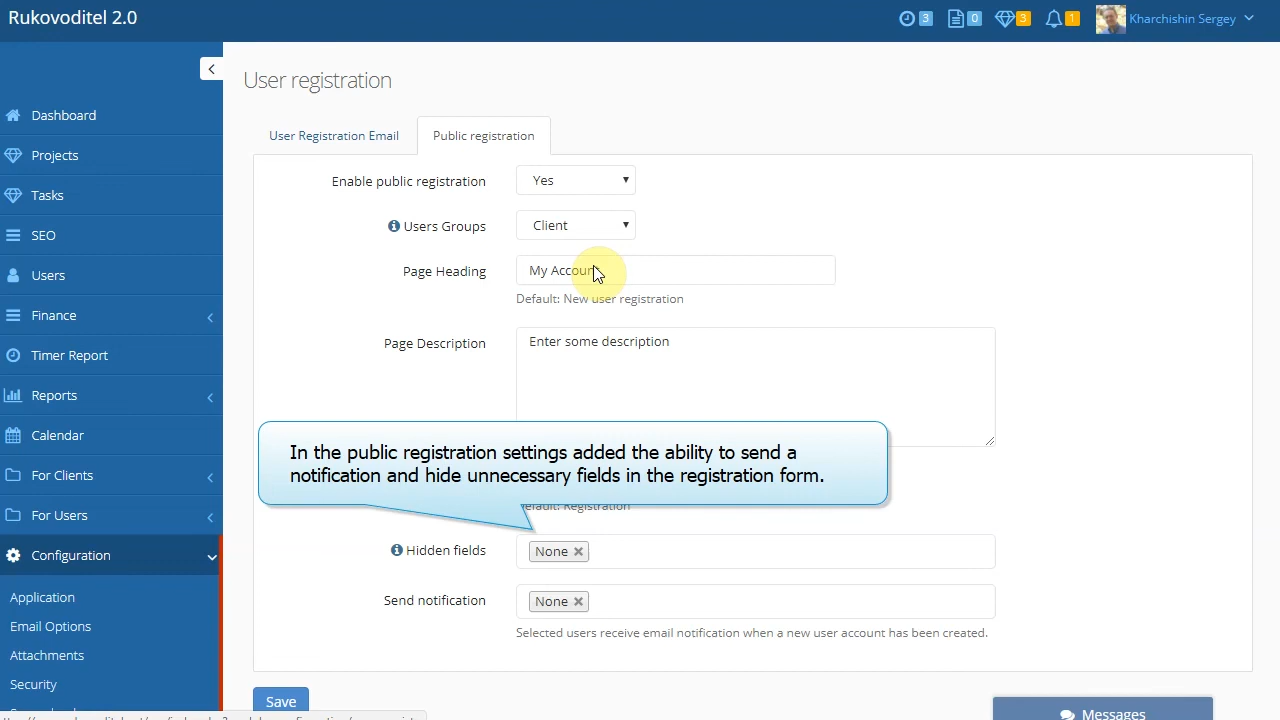 Rukovoditel 2.0
3
0
3
1
Kharchishin Sergey
Dashboard
Projects
Tasks
SEO
Users
Finance
Timer Report
Reports
Calendar
For Clients
For Users
Configuration
Application
Email Options
Attachments
Security
User registration
User Registration Email
Public registration
Enable public registration
Yes
Users Groups
Client
Page Heading
My Account
Default: New user registration
Page Description
Enter some description
In the public registration settings added the ability to send a
notification and hide unnecessary fields in the registration form.
Default: Registration
Hidden fields
None
Send notification
None
Selected users receive email notification when a new user account has been created.
Save
Messages